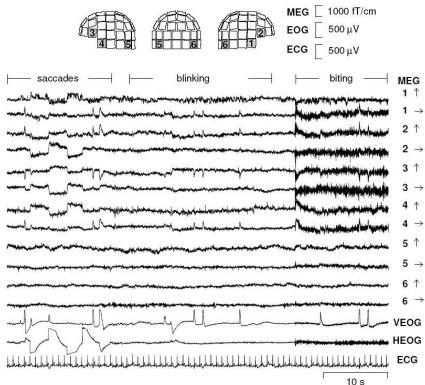 MEG 1000 fT/cm
EOG 500 µV
ECG 500 µV
3 4 5 5 6 6 1 2
saccades blinking biting MEG
1 ↑
1 →
2 ↑
2 →
3 ↑
3 →
4 ↑
4 →
5 ↑
5 →
6 ↑
6 →
VEOG
HEOG
ECG
10 s